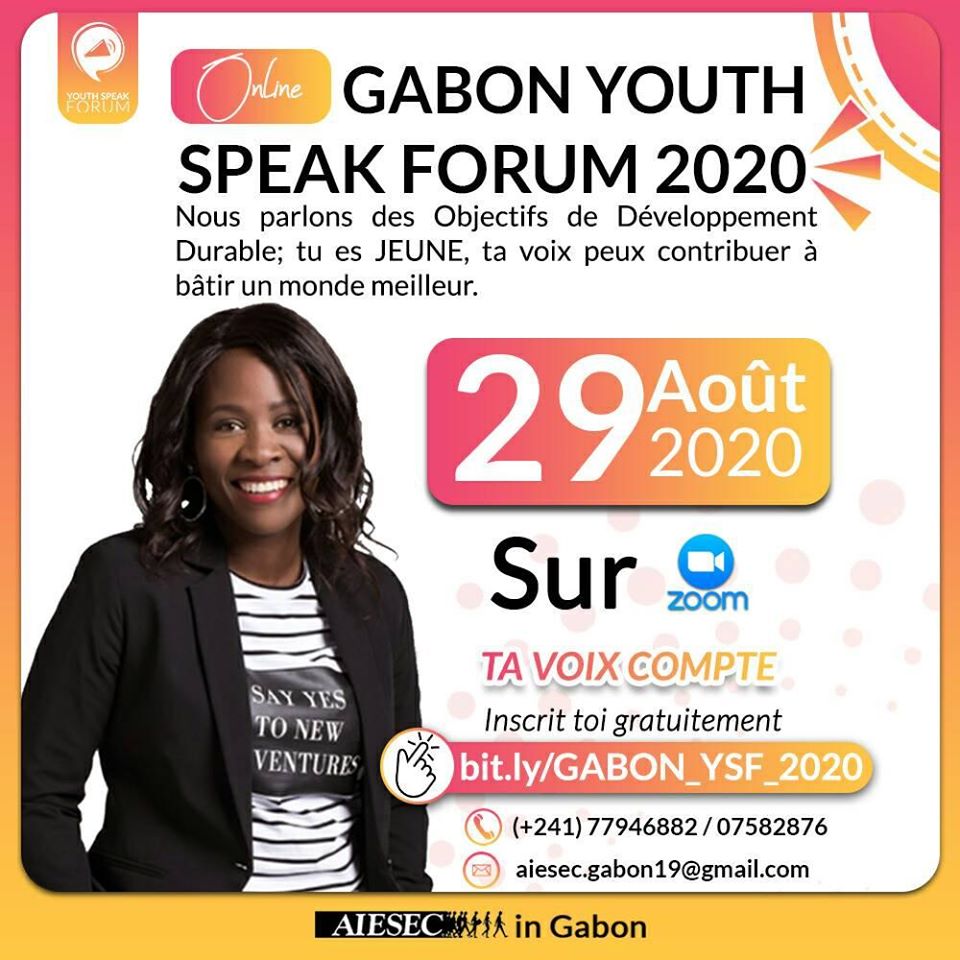 YOUTH SPEAK
FORUM
OnLine
GABON YOUTH
SPEAK FORUM 2020
Nous parlons des Objectifs de Développement
Durable; tu es JEUNE, ta voix peux contribuer à
bâtir un monde meilleur.
29 Août
2020
Sur zoom
TA VOIX COMPTE
Inscrit toi gratuitement
bit.ly/GABON_YSF_2020
(+241) 77946882 / 07582876
aiesec.gabon19@gmail.com
SAY YES
TO NEW
VENTURES
AIESEC in Gabon